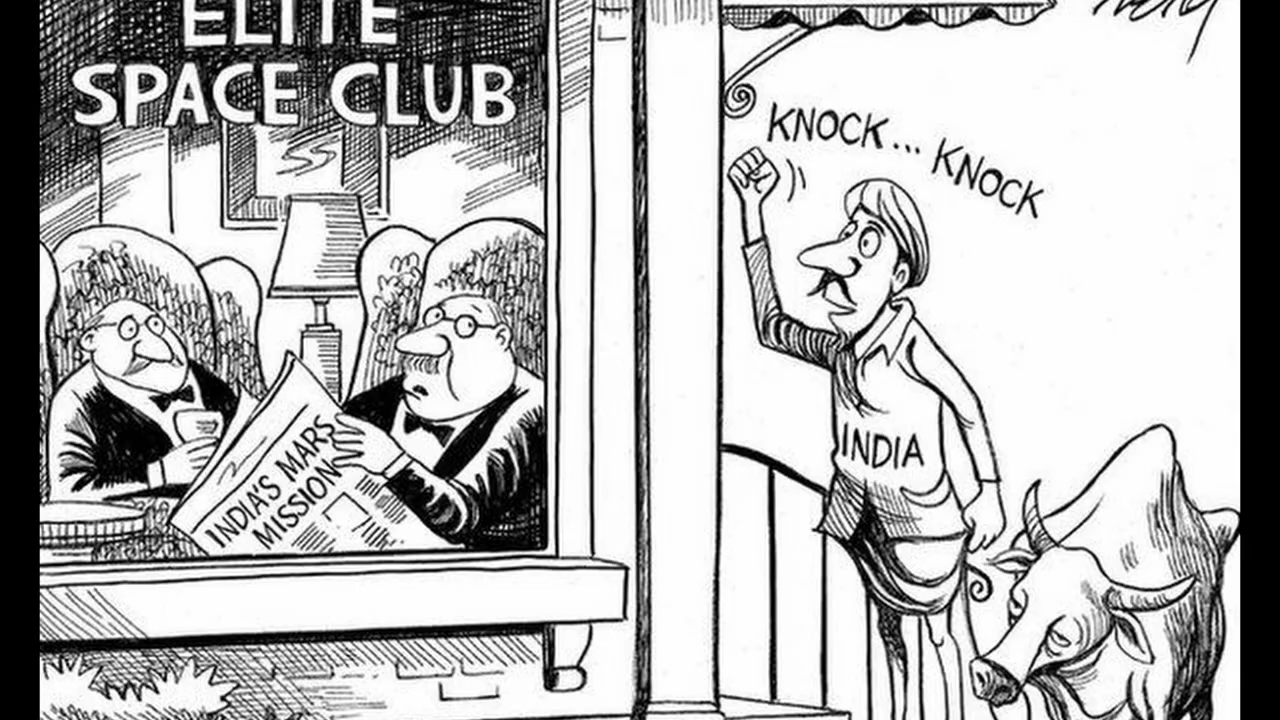 ELITE
SPACE CLUB
KNOCK... KNOCK
INDIA
INDIA'S MARS
MISSION